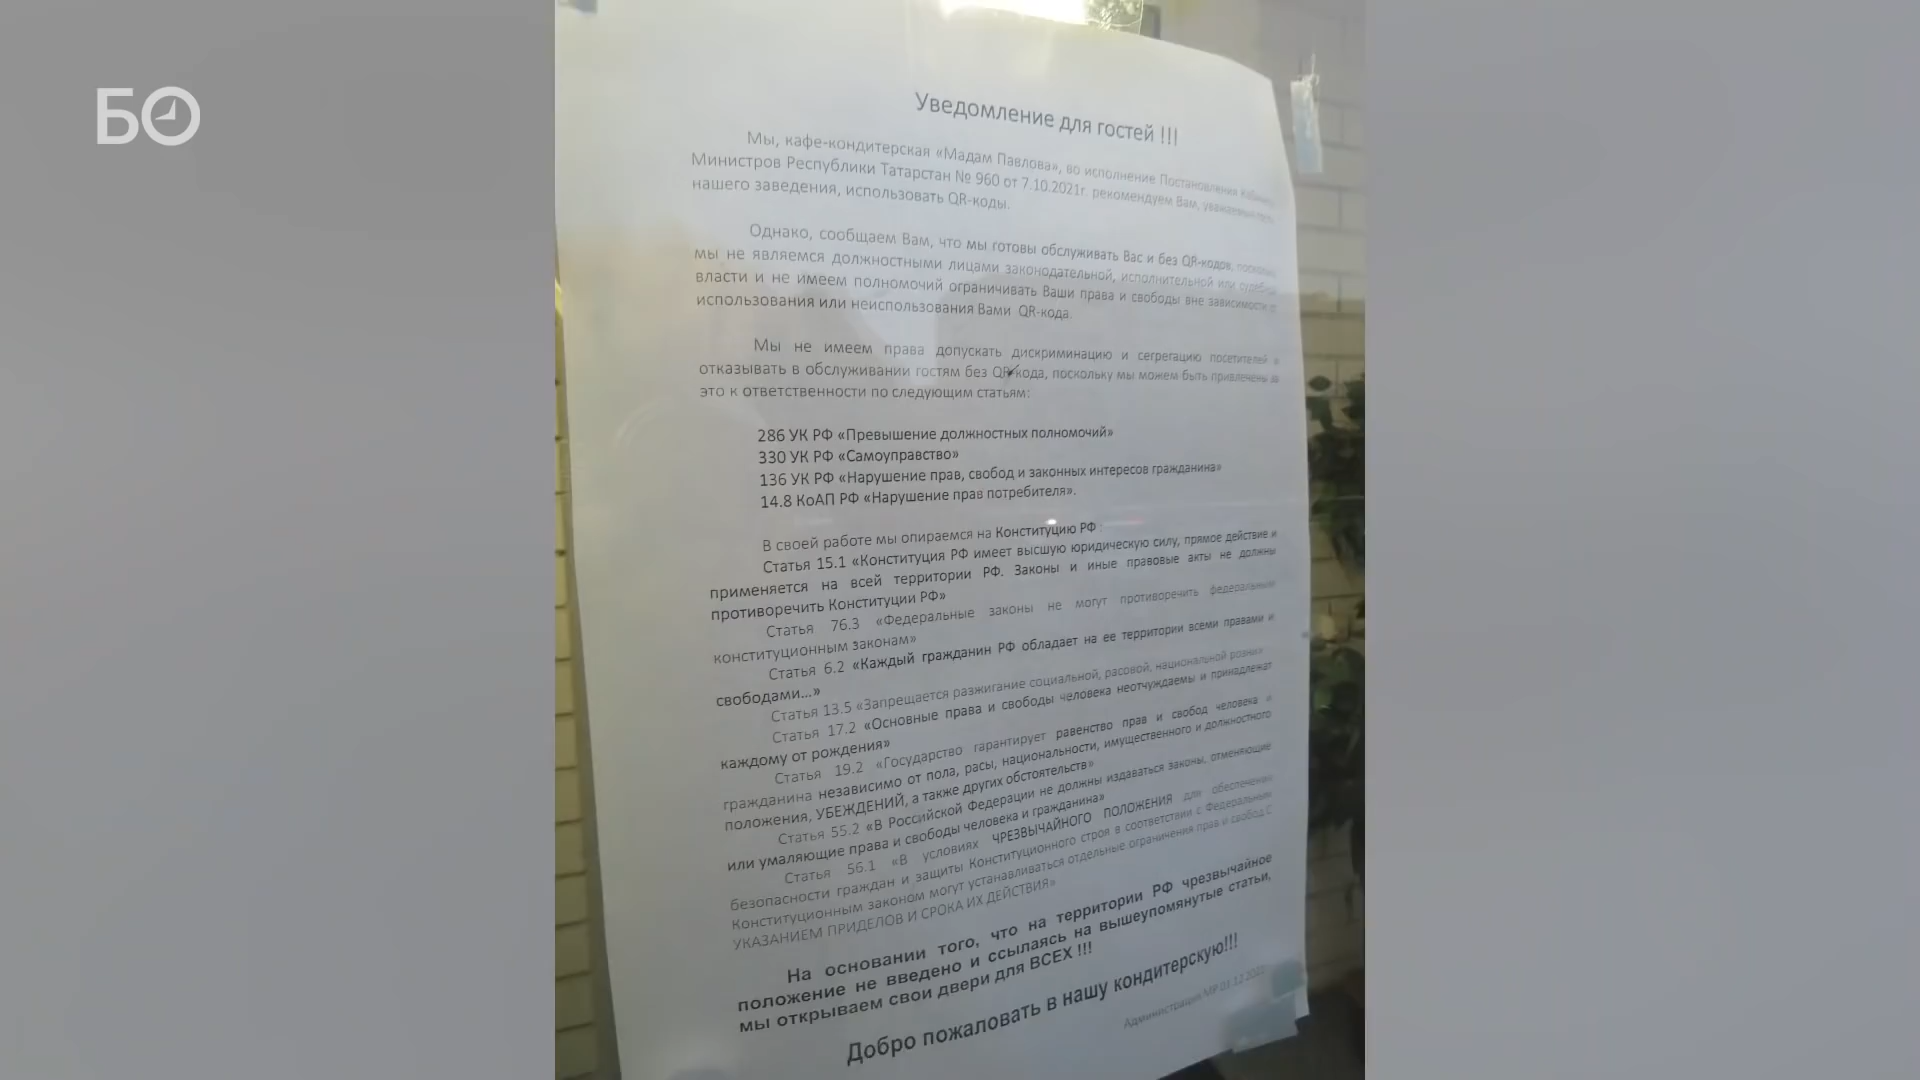 БО
Уведомление для гостей !!!
Мы, кафе-кондитерская «Мадам Павлова», во исполнение Постановления Кабинета
Министров Республики Татарстан № 960 от 7.10.2021г. рекомендуем Вам, уважаемые гости
нашего заведения, использовать QR-коды.
Однако, сообщаем Вам, что мы готовы обслуживать Вас и без QR-кодов, поскольку
мы не являемся должностными лицами законодательной, исполнительной или судебной
власти и не имеем полномочий ограничивать Ваши права и свободы вне зависимости от
использования или неиспользования Вами QR-кода.
Мы не имеем права допускать дискриминацию и сегрегацию посетителей и
отказывать в обслуживании гостям без QR-кода, поскольку мы можем быть привлечены за
это к ответственности по следующим статьям:
286 УК РФ «Превышение должностных полномочий»
330 УК РФ «Самоуправство»
136 УК РФ «Нарушение прав, свобод и законных интересов гражданина»
14.8 КоАП РФ «Нарушение прав потребителя».
В своей работе мы опираемся на Конституцию РФ :
Статья 15.1 «Конституция РФ имеет высшую юридическую силу, прямое действие и
применяется на всей территории РФ. Законы и иные правовые акты не должны
противоречить Конституции РФ»
Статья 76.3 «Федеральные законы не могут противоречить федеральным
конституционным законам»
Статья 6.2 «Каждый гражданин РФ обладает на ее территории всеми правами и
свободами...»
Статья 13.5 «Запрещается разжигание социальной, расовой, национальной розни»
Статья 17.2 «Основные права и свободы человека неотчуждаемы и принадлежат
каждому от рождения»
Статья 19.2 «Государство гарантирует равенство прав и свобод человека и
гражданина независимо от пола, расы, национальности, имущественного и должностного
положения, УБЕЖДЕНИЙ, а также других обстоятельств»
Статья 55.2 «В Российской Федерации не должны издаваться законы, отменяющие
или умаляющие права и свободы человека и гражданина»
Статья 56.1 «В условиях ЧРЕЗВЫЧАЙНОГО ПОЛОЖЕНИЯ для обеспечения
безопасности граждан и защиты Конституционного строя в соответствии с Федеральным
Конституционным законом могут устанавливаться отдельные ограничения прав и свобод С
УКАЗАНИЕМ ПРИДЕЛОВ И СРОКА ИХ ДЕЙСТВИЯ»
На основании того, что на территории РФ чрезвычайное
положение не введено и ссылаясь на вышеупомянутые статьи,
мы открываем свои двери для ВСЕХ !!!
Добро пожаловать в нашу кондитерскую!!!
Администрация МР